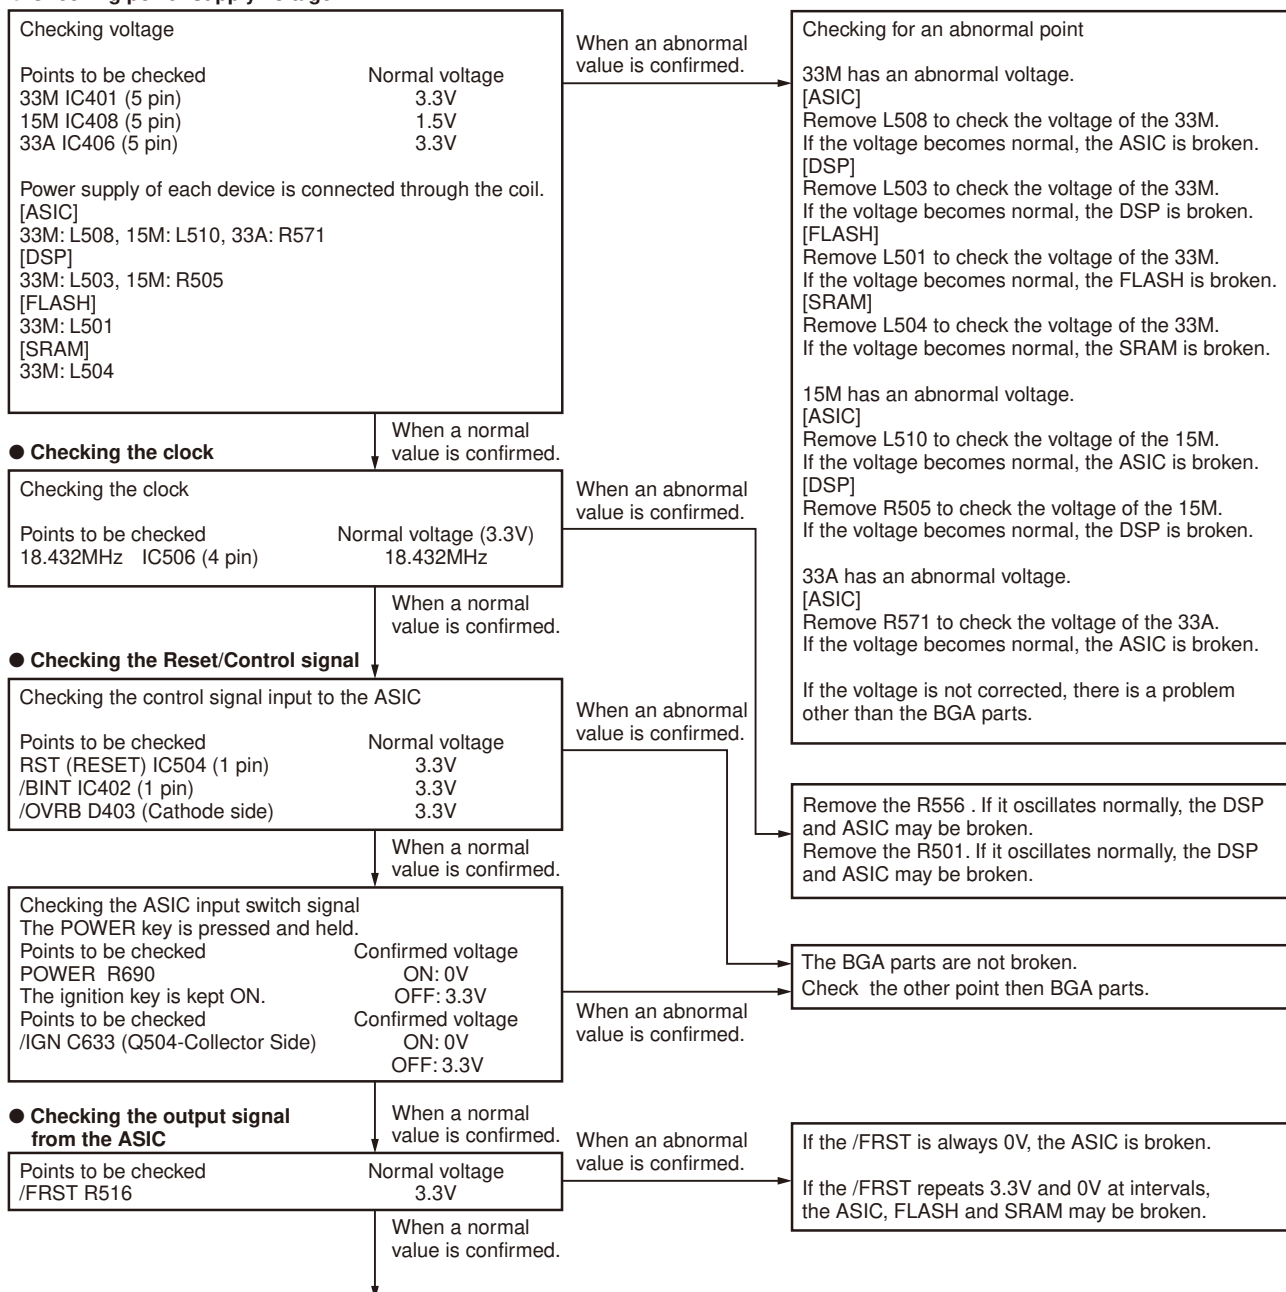 Checking voltage
Points to be checked Normal voltage
33M IC401 (5 pin) 3.3V
15M IC408 (5 pin) 1.5V
33A IC406 (5 pin) 3.3V
Power supply of each device is connected through the coil.
[ASIC]
33M: L508, 15M: L510, 33A: R571
[DSP]
33M: L503, 15M: R505
[FLASH]
33M: L501
[SRAM]
33M: L504
When an abnormal
value is confirmed.
Checking for an abnormal point
33M has an abnormal voltage.
[ASIC]
Remove L508 to check the voltage of the 33M.
If the voltage becomes normal, the ASIC is broken.
[DSP]
Remove L503 to check the voltage of the 33M.
If the voltage becomes normal, the DSP is broken.
[FLASH]
Remove L501 to check the voltage of the 33M.
If the voltage becomes normal, the FLASH is broken.
[SRAM]
Remove L504 to check the voltage of the 33M.
If the voltage becomes normal, the SRAM is broken.
15M has an abnormal voltage.
[ASIC]
Remove L510 to check the voltage of the 15M.
If the voltage becomes normal, the ASIC is broken.
[DSP]
Remove R505 to check the voltage of the 15M.
If the voltage becomes normal, the DSP is broken.
33A has an abnormal voltage.
[ASIC]
Remove R571 to check the voltage of the 33A.
If the voltage becomes normal, the ASIC is broken.
If the voltage is not corrected, there is a problem
other than the BGA parts.
When a normal
value is confirmed.
● Checking the clock
Checking the clock
Points to be checked Normal voltage (3.3V)
18.432MHz IC506 (4 pin) 18.432MHz
When an abnormal
value is confirmed.
Remove the R556 . If it oscillates normally, the DSP
and ASIC may be broken.
Remove the R501. If it oscillates normally, the DSP
and ASIC may be broken.
When a normal
value is confirmed.
● Checking the Reset/Control signal
Checking the control signal input to the ASIC
Points to be checked Normal voltage
RST (RESET) IC504 (1 pin) 3.3V
/BINT IC402 (1 pin) 3.3V
/OVRB D403 (Cathode side) 3.3V
When an abnormal
value is confirmed.
When a normal
value is confirmed.
Checking the ASIC input switch signal
The POWER key is pressed and held.
Points to be checked Confirmed voltage
POWER R690 ON: 0V
The ignition key is kept ON. OFF: 3.3V
Points to be checked Confirmed voltage
/IGN C633 (Q504-Collector Side) ON: 0V
OFF: 3.3V
When an abnormal
value is confirmed.
The BGA parts are not broken.
Check the other point then BGA parts.
When a normal
value is confirmed.
● Checking the output signal
from the ASIC
Points to be checked Normal voltage
/FRST R516 3.3V
When an abnormal
value is confirmed.
If the /FRST is always 0V, the ASIC is broken.
If the /FRST repeats 3.3V and 0V at intervals,
the ASIC, FLASH and SRAM may be broken.
When a normal
value is confirmed.